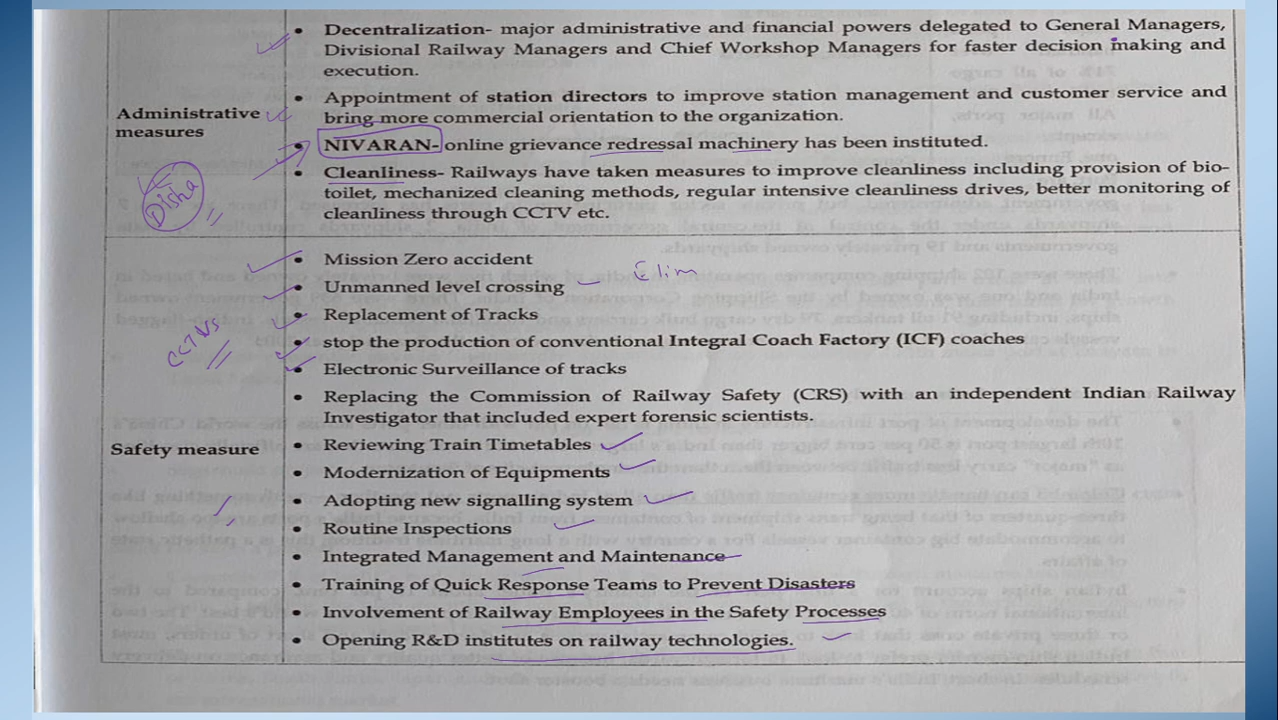 • Decentralization- major administrative and financial powers delegated to General Managers,
Divisional Railway Managers and Chief Workshop Managers for faster decision making and
execution.
• Appointment of station directors to improve station management and customer service and
bring more commercial orientation to the organization.
Administrative
measures
• NIVARAN- online grievance redressal machinery has been instituted.
• Cleanliness- Railways have taken measures to improve cleanliness including provision of bio-
toilet, mechanized cleaning methods, regular intensive cleanliness drives, better monitoring of
cleanliness through CCTV etc.
Disha
• Mission Zero accident
• Unmanned level crossing
Elim
• Replacement of Tracks
CCTVs
• stop the production of conventional Integral Coach Factory (ICF) coaches
• Electronic Surveillance of tracks
• Replacing the Commission of Railway Safety (CRS) with an independent Indian Railway
Investigator that included expert forensic scientists.
Safety measure
• Reviewing Train Timetables
• Modernization of Equipments
• Adopting new signalling system
• Routine Inspections
• Integrated Management and Maintenance
• Training of Quick Response Teams to Prevent Disasters
• Involvement of Railway Employees in the Safety Processes
• Opening R&D institutes on railway technologies.